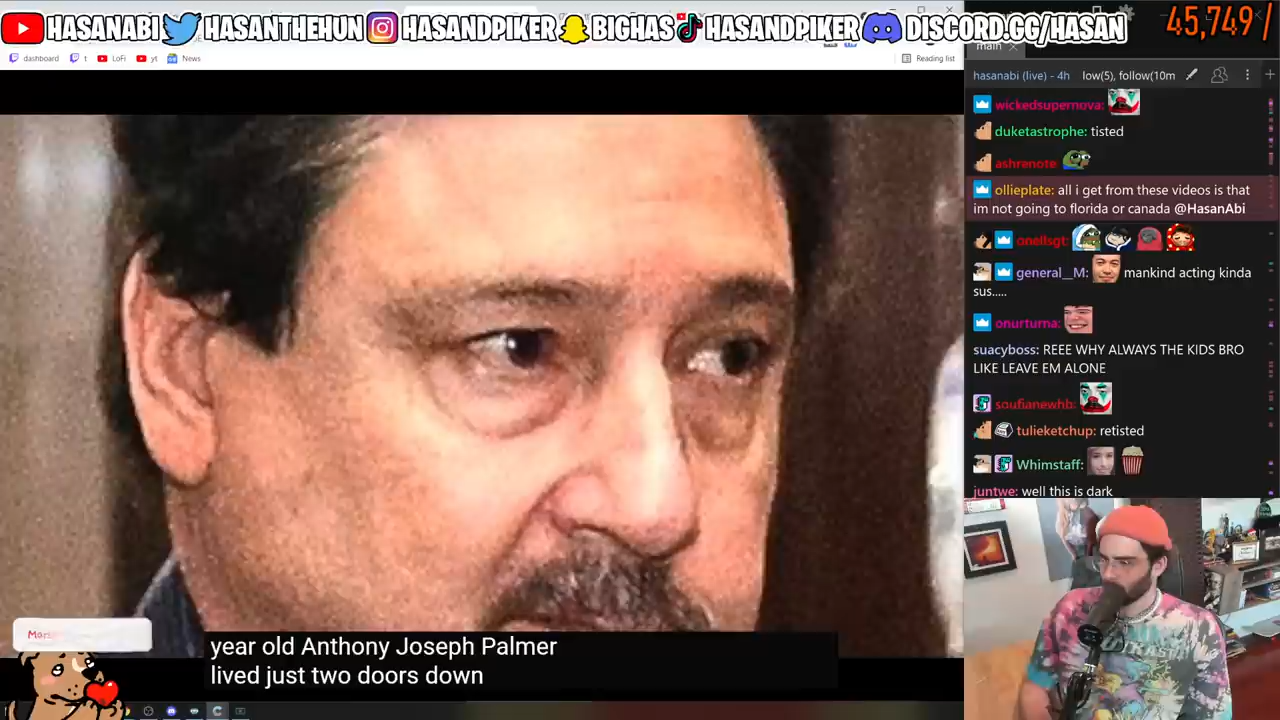 HASANABI HASANTHEHUN HASANDPIKER BIGHAS HASANDPIKER DISCORD.GG/HASAN
45,749 /
dashboard t LoFi yt News Reading list
main
hasanabi (live) - 4h low(5), follow(10m
wickedsupernova:
duketastrophe: tisted
ashrenote
ollieplate: all i get from these videos is that
im not going to florida or canada @HasanAbi
onellsgt:
general__M: mankind acting kinda
sus.....
onurturna:
suacyboss: REEE WHY ALWAYS THE KIDS BRO
LIKE LEAVE EM ALONE
soufianewhb:
tulieketchup: retisted
Whimstaff:
juntwe: well this is dark
year old Anthony Joseph Palmer
lived just two doors down